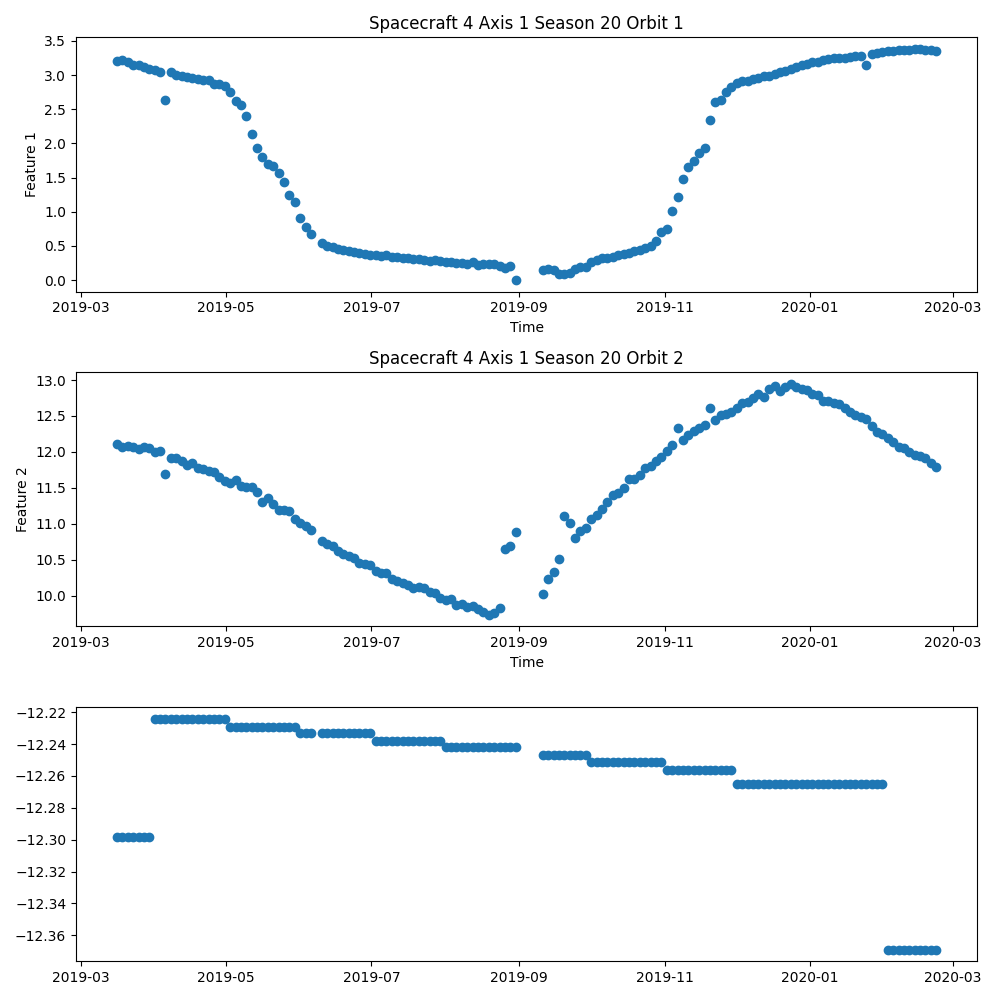 Spacecraft 4 Axis 1 Season 20 Orbit 1
3.5
3.0
2.5
2.0
1.5
1.0
0.5
0.0
Feature 1
2019-03 2019-05 2019-07 2019-09 2019-11 2020-01 2020-03
Time
Spacecraft 4 Axis 1 Season 20 Orbit 2
13.0
12.5
12.0
11.5
11.0
10.5
10.0
Feature 2
2019-03 2019-05 2019-07 2019-09 2019-11 2020-01 2020-03
Time
−12.22
−12.24
−12.26
−12.28
−12.30
−12.32
−12.34
−12.36
2019-03 2019-05 2019-07 2019-09 2019-11 2020-01 2020-03